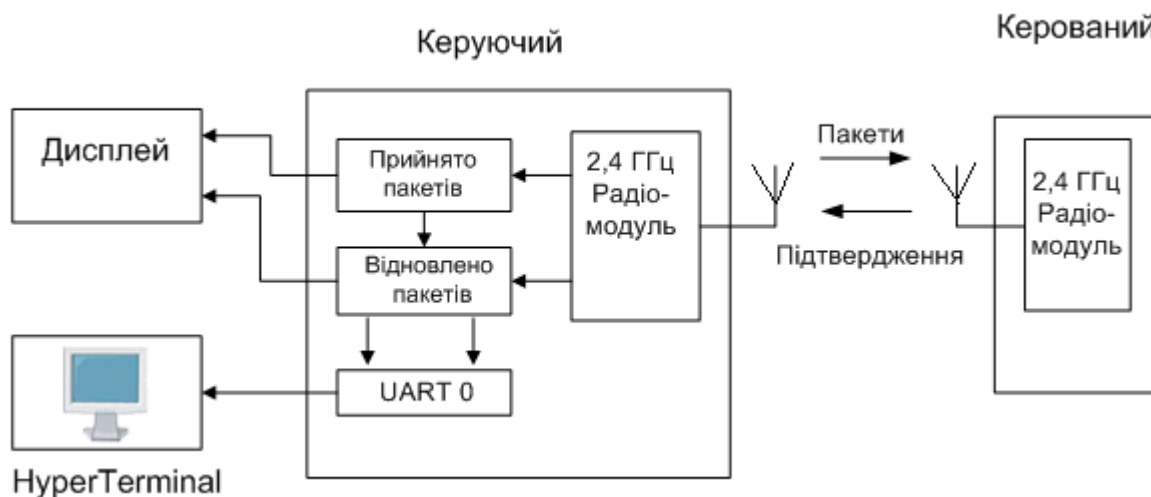 Керуючий
Керований
Дисплей
Прийнято
пакетів
2,4 ГГц
Радіо-
модуль
Пакети
2,4 ГГц
Радіо-
модуль
Відновлено
пакетів
Підтвердження
UART 0
HyperTerminal